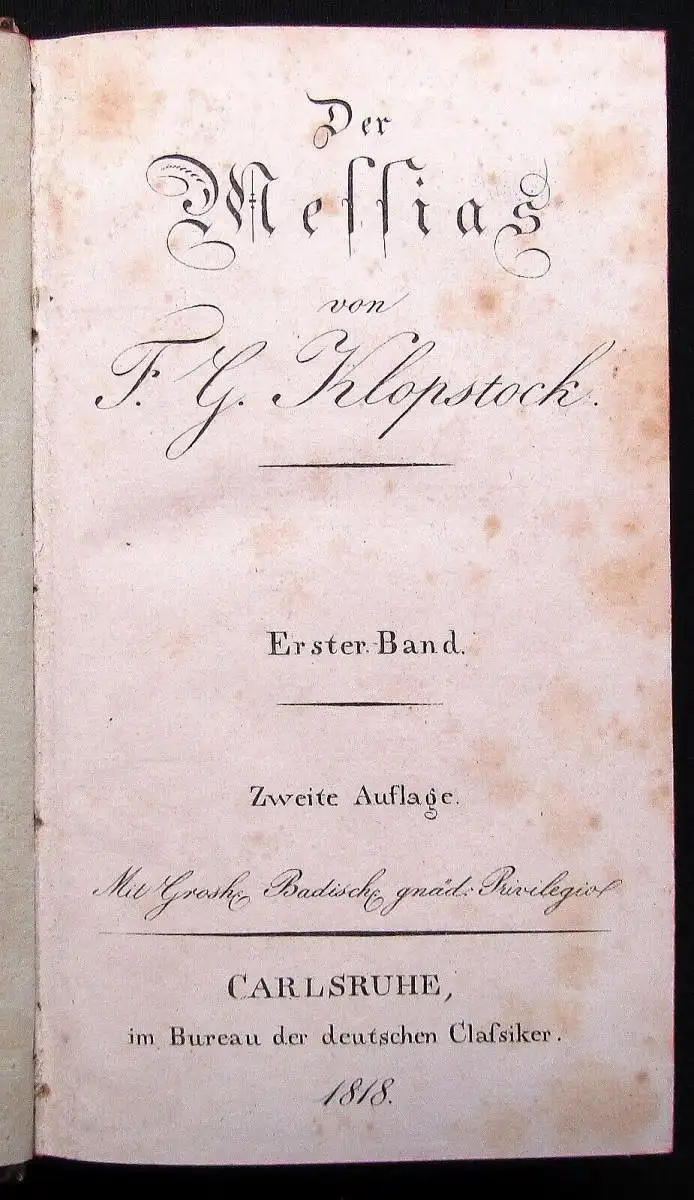 Der
Meſſias
von
F. G. Klopstock.
Erster Band.
Zweite Auflage.
Mit Grosh. Badisch. gnäd. Privilegio
CARLSRUHE,
im Bureau der deutschen Claſsiker.
1818.